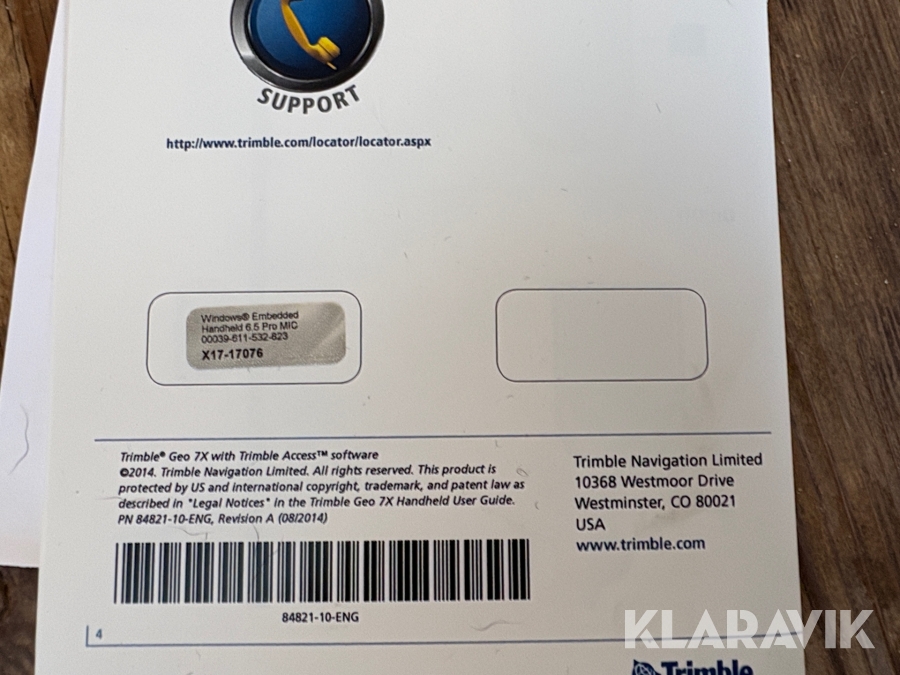 SUPPORT
http://www.trimble.com/locator/locator.aspx
Windows® Embedded
Handheld 6.5 Pro MIC
00039-611-532-623
X17-17076
Trimble® Geo 7X with Trimble Access™ software
©2014. Trimble Navigation Limited. All rights reserved. This product is
protected by US and international copyright, trademark, and patent law as
described in "Legal Notices" in the Trimble Geo 7X Handheld User Guide.
PN 84821-10-ENG, Revision A (08/2014)
Trimble Navigation Limited
10368 Westmoor Drive
Westminster, CO 80021
USA
www.trimble.com
84821-10-ENG
4
KLARAVIK
Trimble